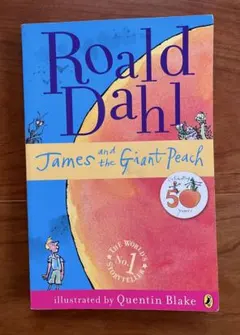 Roald
Dahl
James and the Giant Peach
50
THE WORLD'S
No. 1
STORYTELLER
illustrated by Quentin Blake